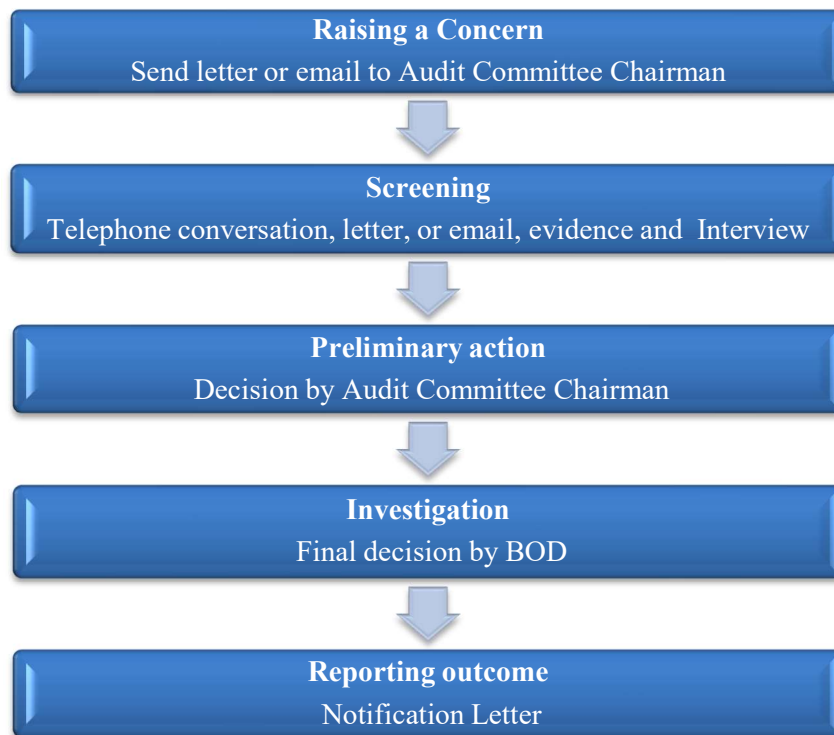 Raising a Concern
Send letter or email to Audit Committee Chairman
Screening
Telephone conversation, letter, or email, evidence and  Interview
Preliminary action
Decision by Audit Committee Chairman
Investigation
Final decision by BOD
Reporting outcome
Notification Letter